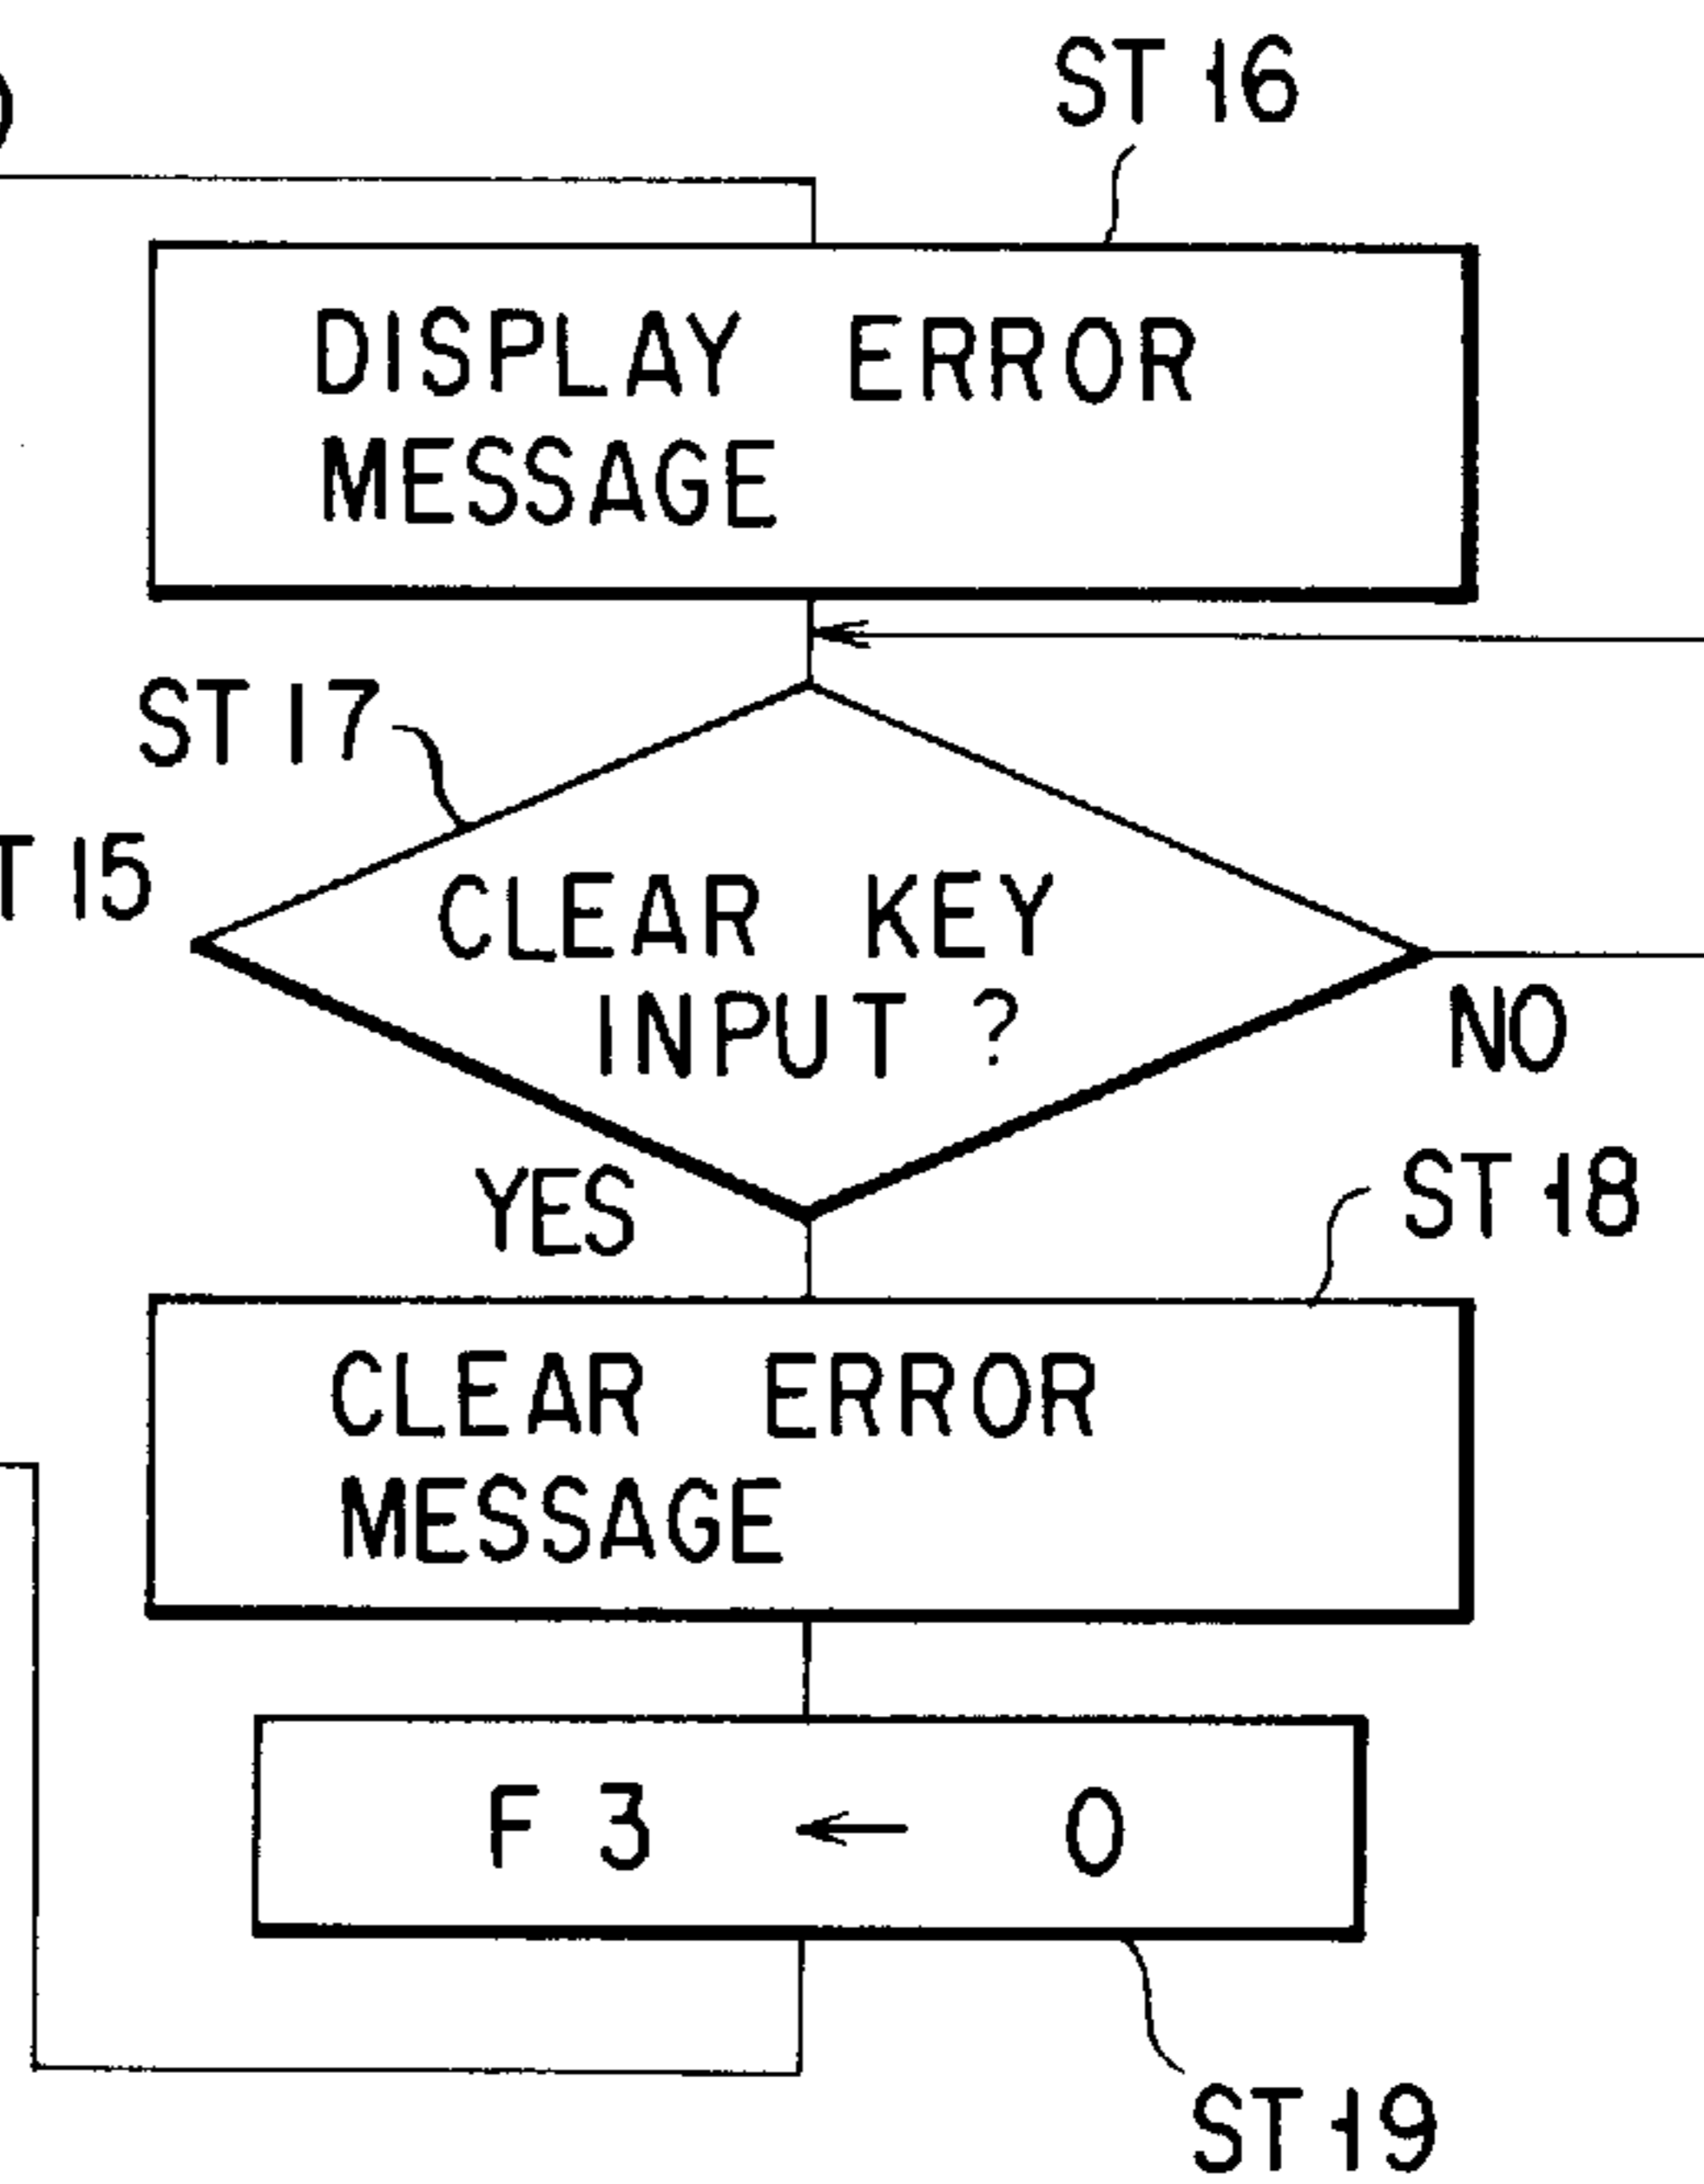 ST 16
DISPLAY ERROR
MESSAGE
ST 17
T 15
CLEAR KEY
INPUT ?
NO
YES
ST 18
CLEAR ERROR
MESSAGE
F 3 ← 0
ST 19